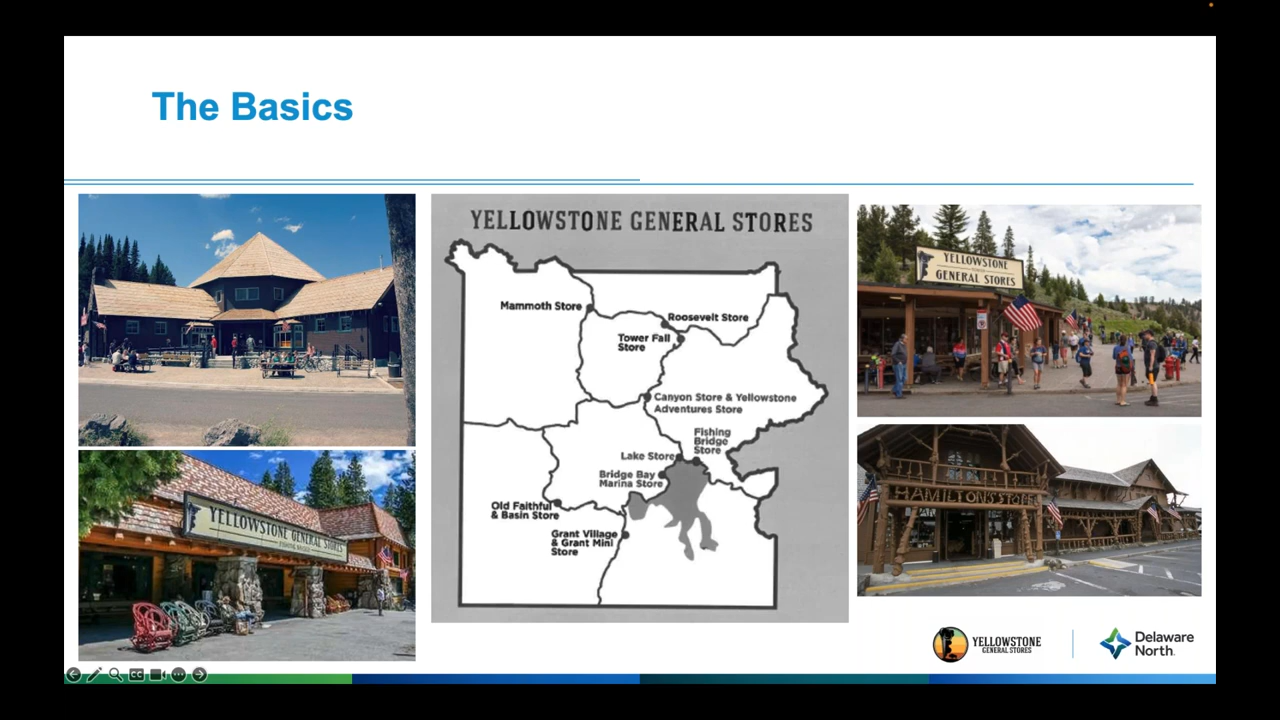 The Basics
YELLOWSTONE GENERAL STORES
Mammoth Store
Roosevelt Store
Tower Fall
Store
Canyon Store & Yellowstone
Adventures Store
Fishing
Bridge
Store
Lake Store
Bridge Bay
Marina Store
Old Faithful
& Basin Store
Grant Village
& Grant Mini
Store
YELLOWSTONE
GENERAL STORES
YELLOWSTONE GENERAL STORES
HAMILTON'S STORE
YELLOWSTONE
GENERAL STORES
Delaware
North
CC